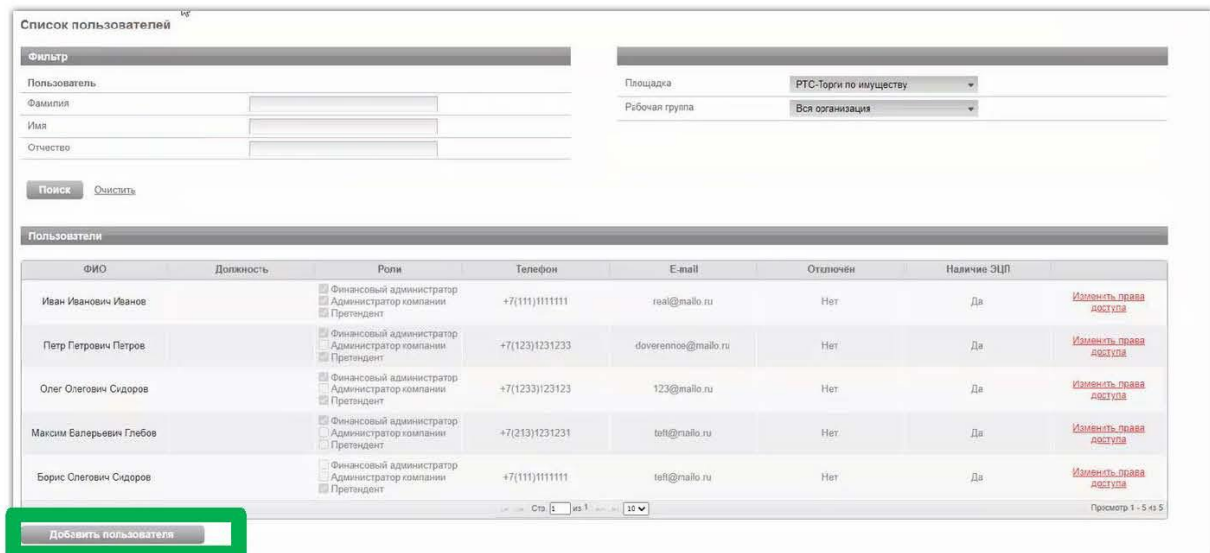 Список пользователей
Фильтр
Пользователь
Фамилия
Имя
Отчество
Площадка РТС-Торги по имуществу
Рабочая группа Вся организация
Поиск Очистить
Пользователи
ФИО Должность Роли Телефон E-mail Отключён Наличие ЭЦП
Финансовый администратор
Иван Иванович Иванов Администратор компании +7(111)1111111 real@mailo.ru Нет Да Изменить права доступа
Претендент
Финансовый администратор
Петр Петрович Петров Администратор компании +7(123)1231233 doverennoe@mailo.ru Нет Да Изменить права доступа
Претендент
Финансовый администратор
Олег Олегович Сидоров Администратор компании +7(1233)123123 123@mailo.ru Нет Да Изменить права доступа
Претендент
Финансовый администратор
Максим Валерьевич Глебов Администратор компании +7(213)1231231 Нет Да Изменить права доступа
Претендент
Финансовый администратор
Борис Олегович Сидоров Администратор компании +7(111)1111111 Нет Да Изменить права доступа
Претендент
Стр. 1 из 1 10 Просмотр 1 - 5 из 5
Добавить пользователя